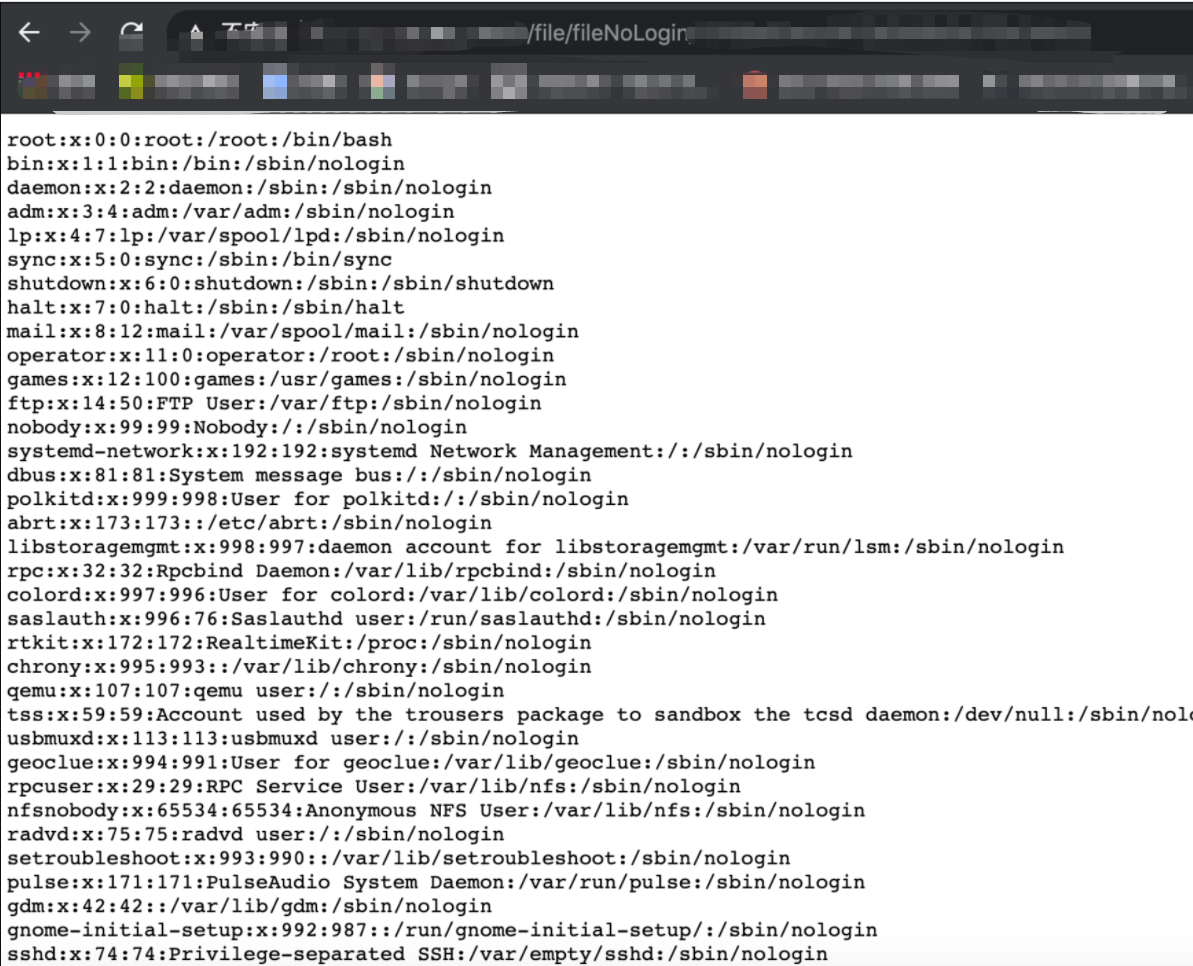 /file/fileNoLogin
root:x:0:0:root:/root:/bin/bash
bin:x:1:1:bin:/bin:/sbin/nologin
daemon:x:2:2:daemon:/sbin:/sbin/nologin
adm:x:3:4:adm:/var/adm:/sbin/nologin
lp:x:4:7:lp:/var/spool/lpd:/sbin/nologin
sync:x:5:0:sync:/sbin:/bin/sync
shutdown:x:6:0:shutdown:/sbin:/sbin/shutdown
halt:x:7:0:halt:/sbin:/sbin/halt
mail:x:8:12:mail:/var/spool/mail:/sbin/nologin
operator:x:11:0:operator:/root:/sbin/nologin
games:x:12:100:games:/usr/games:/sbin/nologin
ftp:x:14:50:FTP User:/var/ftp:/sbin/nologin
nobody:x:99:99:Nobody:/:/sbin/nologin
systemd-network:x:192:192:systemd Network Management:/:/sbin/nologin
dbus:x:81:81:System message bus:/:/sbin/nologin
polkitd:x:999:998:User for polkitd:/:/sbin/nologin
abrt:x:173:173::/etc/abrt:/sbin/nologin
libstoragemgmt:x:998:997:daemon account for libstoragemgmt:/var/run/lsm:/sbin/nologin
rpc:x:32:32:Rpcbind Daemon:/var/lib/rpcbind:/sbin/nologin
colord:x:997:996:User for colord:/var/lib/colord:/sbin/nologin
saslauth:x:996:76:Saslauthd user:/run/saslauthd:/sbin/nologin
rtkit:x:172:172:RealtimeKit:/proc:/sbin/nologin
chrony:x:995:993::/var/lib/chrony:/sbin/nologin
qemu:x:107:107:qemu user:/:/sbin/nologin
tss:x:59:59:Account used by the trousers package to sandbox the tcsd daemon:/dev/null:/sbin/nolo
usbmuxd:x:113:113:usbmuxd user:/:/sbin/nologin
geoclue:x:994:991:User for geoclue:/var/lib/geoclue:/sbin/nologin
rpcuser:x:29:29:RPC Service User:/var/lib/nfs:/sbin/nologin
nfsnobody:x:65534:65534:Anonymous NFS User:/var/lib/nfs:/sbin/nologin
radvd:x:75:75:radvd user:/:/sbin/nologin
setroubleshoot:x:993:990::/var/lib/setroubleshoot:/sbin/nologin
pulse:x:171:171:PulseAudio System Daemon:/var/run/pulse:/sbin/nologin
gdm:x:42:42::/var/lib/gdm:/sbin/nologin
gnome-initial-setup:x:992:987::/run/gnome-initial-setup/:/sbin/nologin
sshd:x:74:74:Privilege-separated SSH:/var/empty/sshd:/sbin/nologin